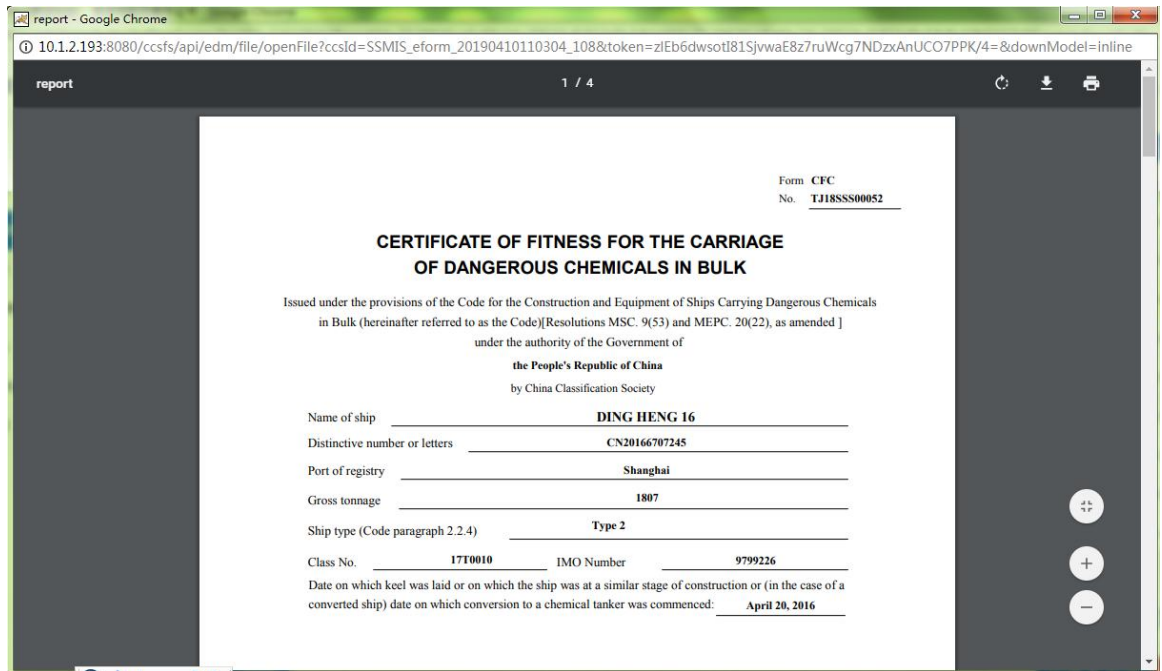 report - Google Chrome
10.1.2.193:8080/ccsfs/api/edm/file/openFile?ccsId=SSMIS_eform_20190410110304_108&token=zlEb6dwsotI81SjvwaE8z7ruWcg7NDzxAnUCO7PPK/4=&downModel=inline
report 1 / 4
Form CFC
No. TJ18SSS00052
CERTIFICATE OF FITNESS FOR THE CARRIAGE
OF DANGEROUS CHEMICALS IN BULK
Issued under the provisions of the Code for the Construction and Equipment of Ships Carrying Dangerous Chemicals
in Bulk (hereinafter referred to as the Code)[Resolutions MSC. 9(53) and MEPC. 20(22), as amended ]
under the authority of the Government of
the People's Republic of China
by China Classification Society
Name of ship DING HENG 16
Distinctive number or letters CN20166707245
Port of registry Shanghai
Gross tonnage 1807
Ship type (Code paragraph 2.2.4) Type 2
Class No. 17T0010 IMO Number 9799226
Date on which keel was laid or on which the ship was at a similar stage of construction or (in the case of a
converted ship) date on which conversion to a chemical tanker was commenced: April 20, 2016